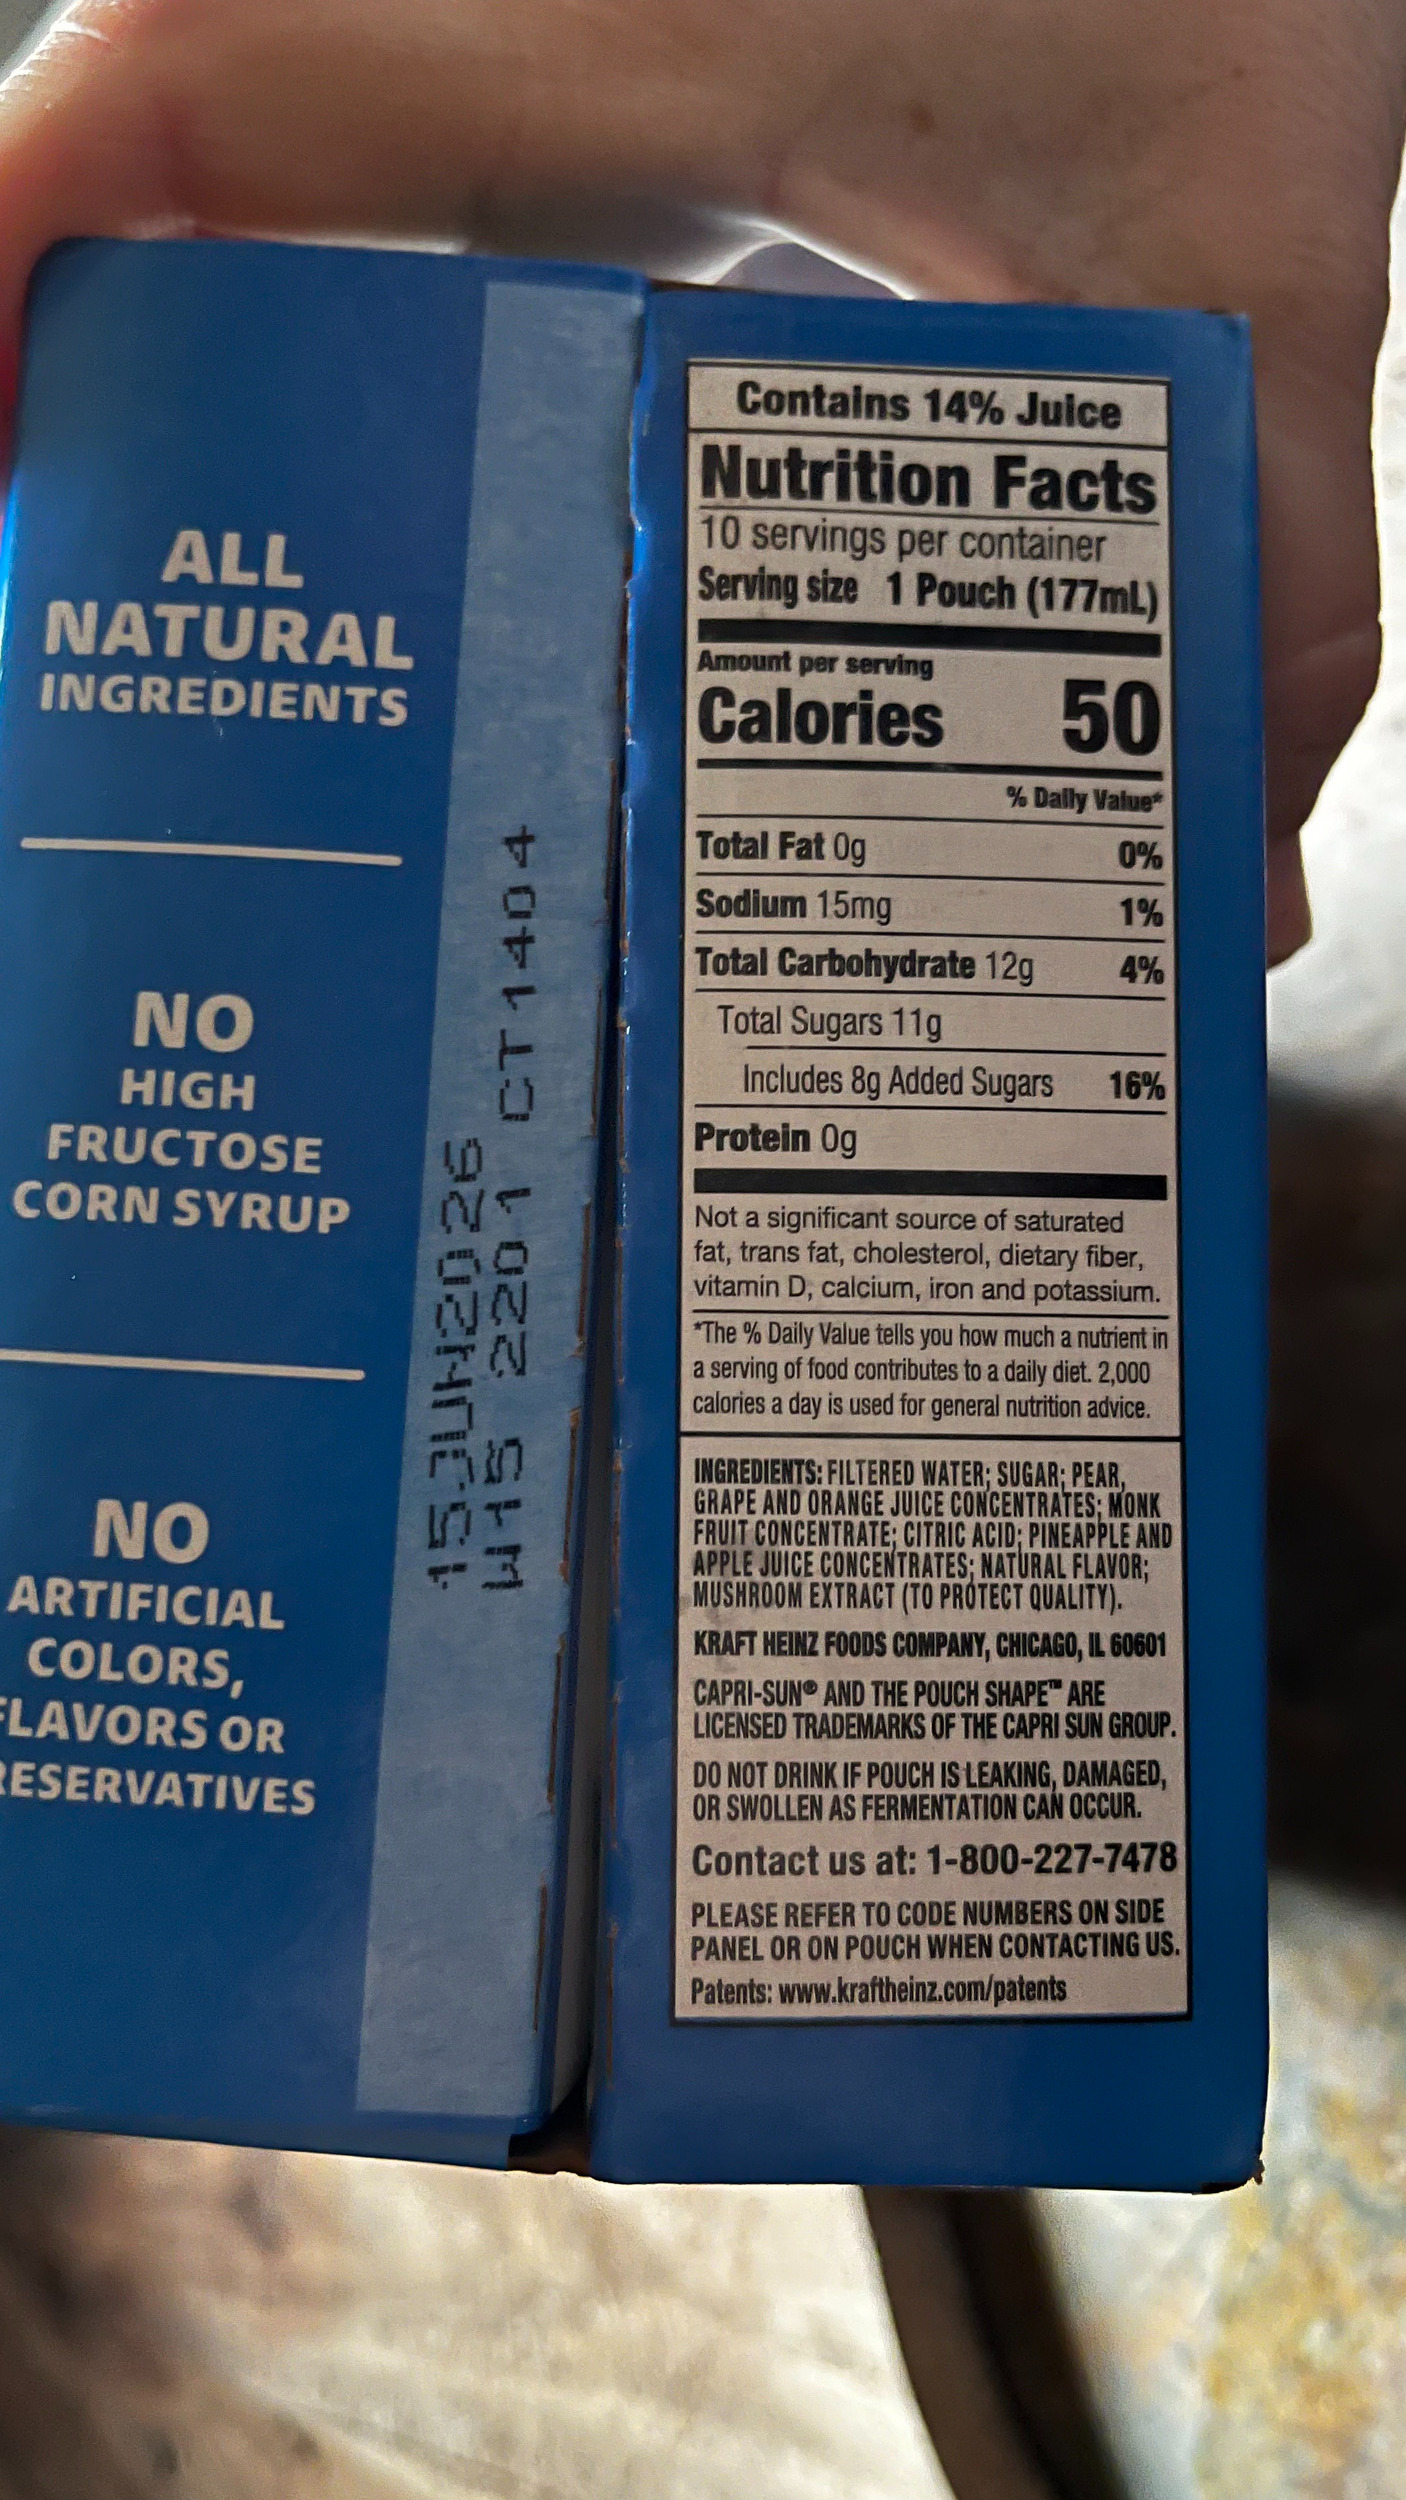 ALL
NATURAL
INGREDIENTS
NO
HIGH
FRUCTOSE
CORN SYRUP
NO
ARTIFICIAL
COLORS,
FLAVORS OR
RESERVATIVES
15JUN2026
W15 2201 CT1404
Contains 14% Juice
Nutrition Facts
10 servings per container
Serving size 1 Pouch (177mL)
Amount per serving
Calories 50
% Daily Value*
Total Fat 0g 0%
Sodium 15mg 1%
Total Carbohydrate 12g 4%
Total Sugars 11g
Includes 8g Added Sugars 16%
Protein 0g
Not a significant source of saturated
fat, trans fat, cholesterol, dietary fiber,
vitamin D, calcium, iron and potassium.
*The % Daily Value tells you how much a nutrient in
a serving of food contributes to a daily diet. 2,000
calories a day is used for general nutrition advice.
INGREDIENTS: FILTERED WATER; SUGAR; PEAR,
GRAPE AND ORANGE JUICE CONCENTRATES; MONK
FRUIT CONCENTRATE; CITRIC ACID; PINEAPPLE AND
APPLE JUICE CONCENTRATES; NATURAL FLAVOR;
MUSHROOM EXTRACT (TO PROTECT QUALITY).
KRAFT HEINZ FOODS COMPANY, CHICAGO, IL 60601
CAPRI-SUN® AND THE POUCH SHAPE™ ARE
LICENSED TRADEMARKS OF THE CAPRI SUN GROUP.
DO NOT DRINK IF POUCH IS LEAKING, DAMAGED,
OR SWOLLEN AS FERMENTATION CAN OCCUR.
Contact us at: 1-800-227-7478
PLEASE REFER TO CODE NUMBERS ON SIDE
PANEL OR ON POUCH WHEN CONTACTING US.
Patents: www.kraftheinz.com/patents